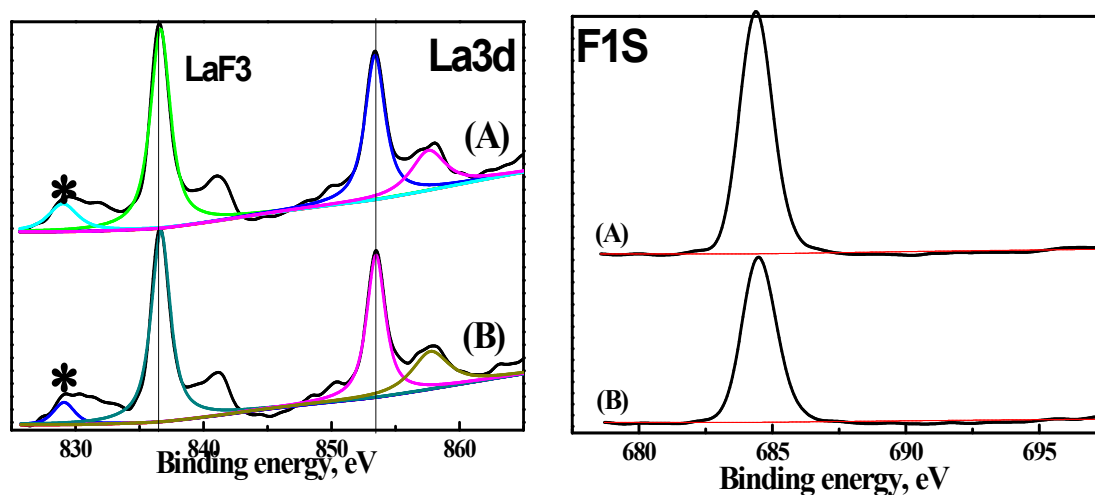 LaF3
La3d
(A)
*
(B)
*
830 840 850 860
Binding energy, eV
F1S
(A)
(B)
680 685 690 695
Binding energy, eV